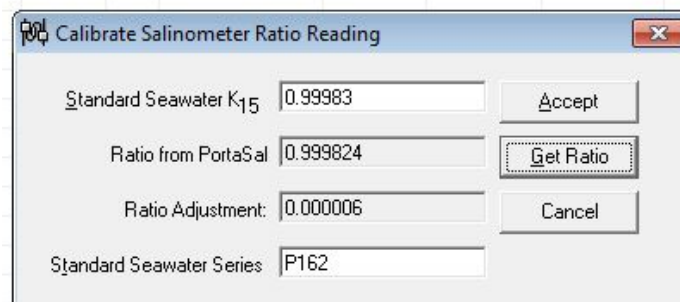 Calibrate Salinometer Ratio Reading
Standard Seawater K15 0.99983 Accept
Ratio from PortaSal 0.999824 Get Ratio
Ratio Adjustment: 0.000006 Cancel
Standard Seawater Series P162